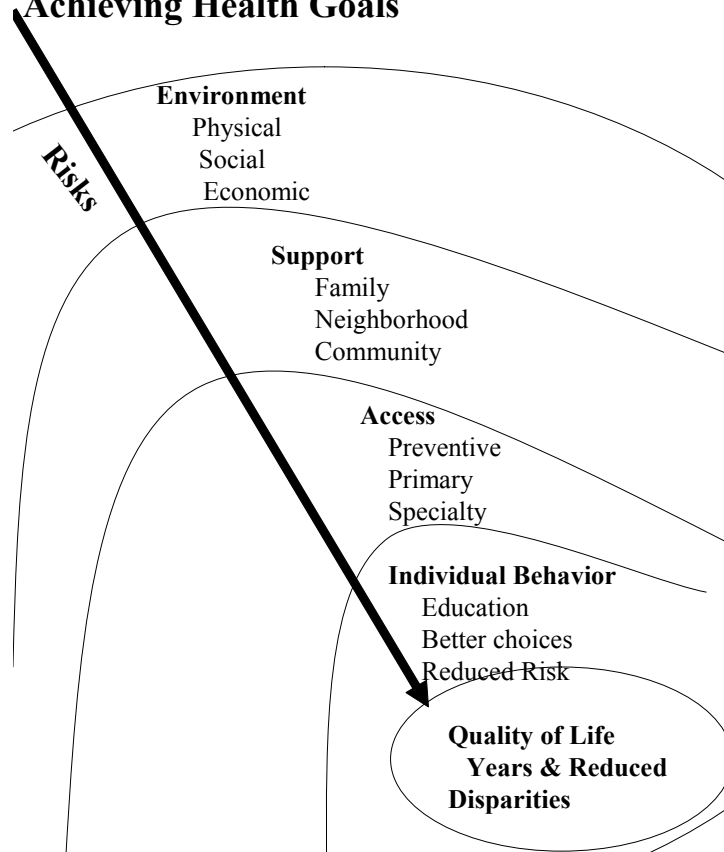 Achieving Health Goals
Environment
Physical
Social
Economic
Risks
Support
Family
Neighborhood
Community
Access
Preventive
Primary
Specialty
Individual Behavior
Education
Better choices
Reduced Risk
Quality of Life
Years & Reduced
Disparities